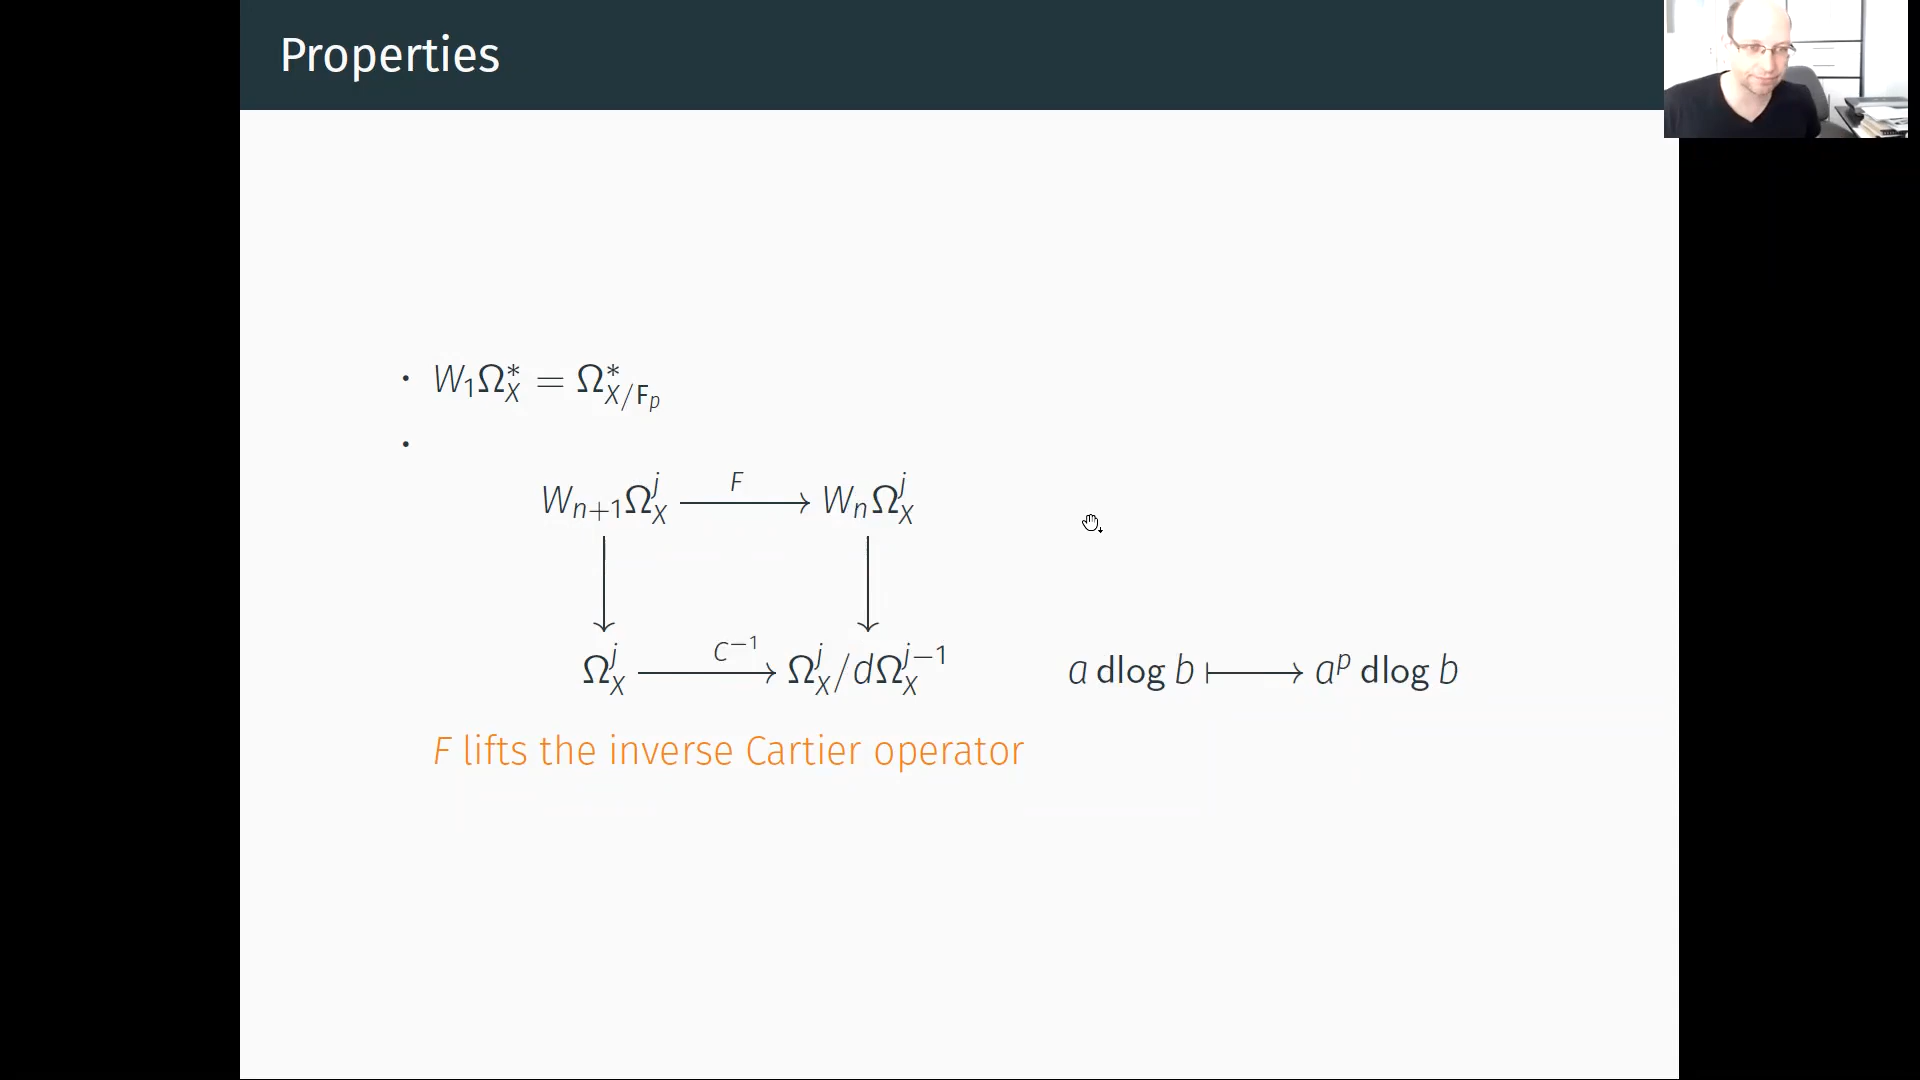 Properties
• W₁Ω*_X = Ω*_{X/F_p}
•
W_{n+1}Ω^j_X —F→ W_nΩ^j_X
↓ ↓
Ω^j_X —C⁻¹→ Ω^j_X/dΩ^{j−1}_X a dlog b ⟼ a^p dlog b
F lifts the inverse Cartier operator